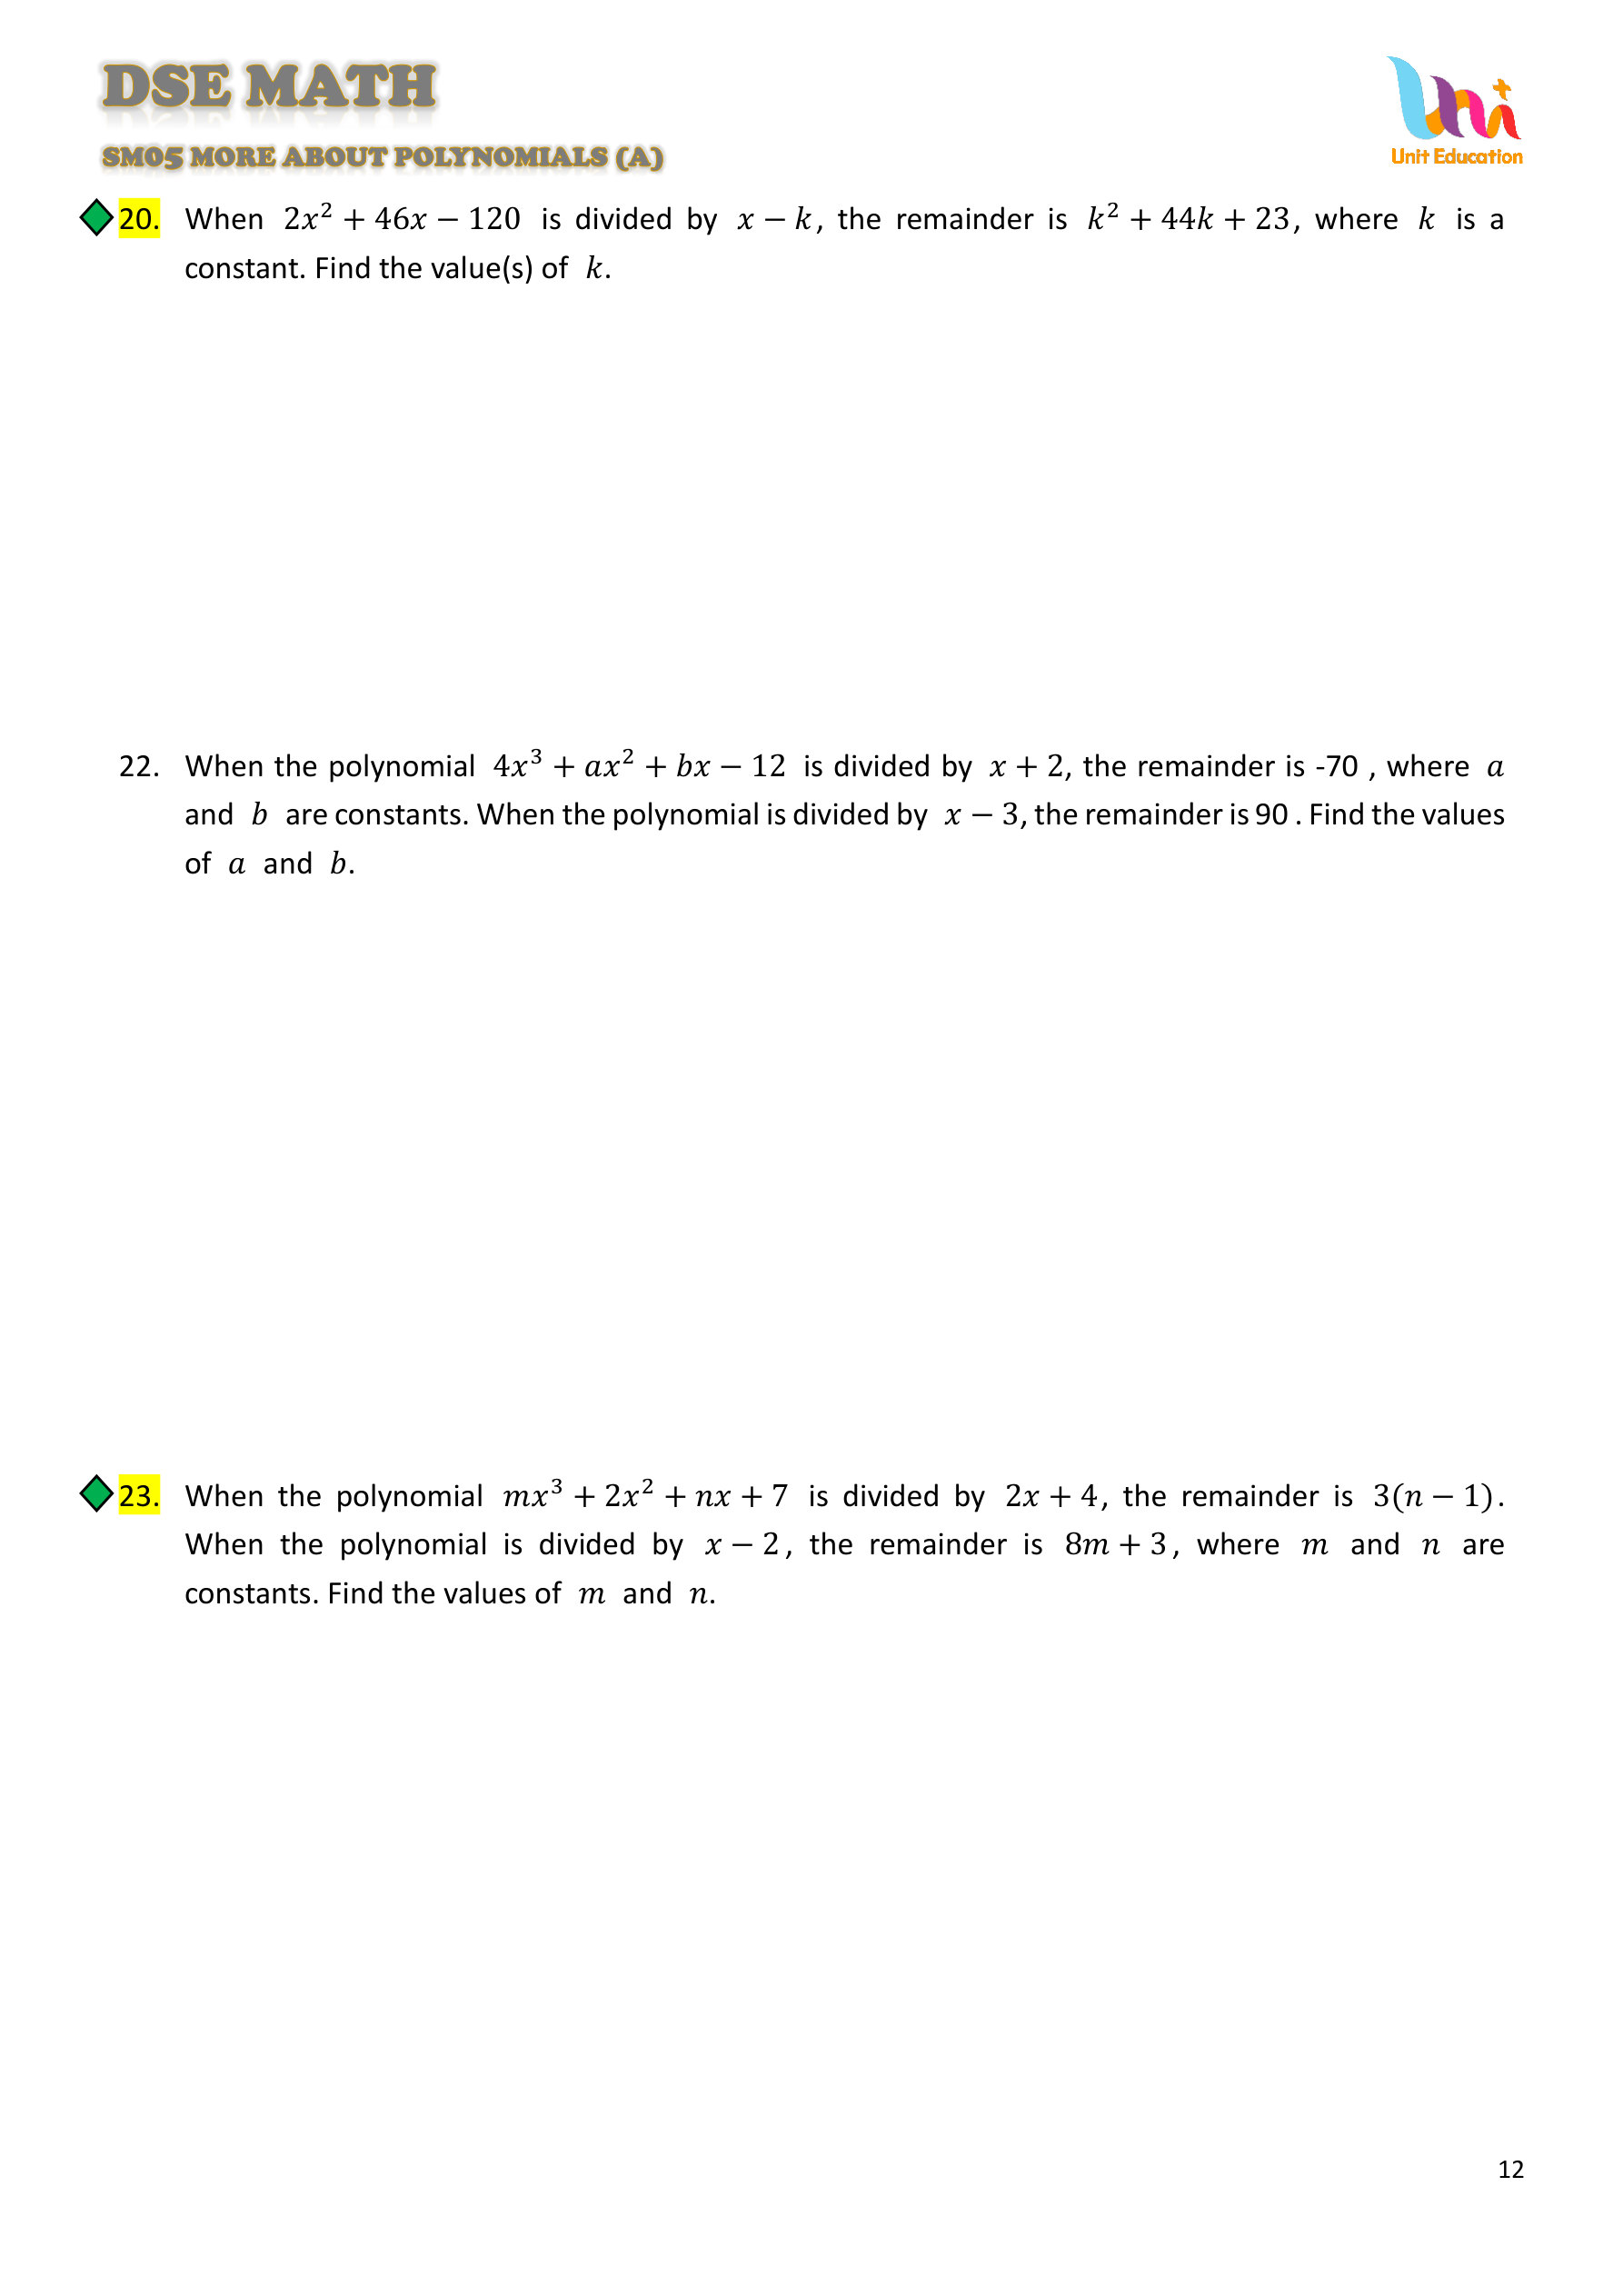 DSE MATH
SM05 MORE ABOUT POLYNOMIALS (A)
Unit Education
20. When 2x² + 46x − 120 is divided by x − k, the remainder is k² + 44k + 23, where k is a
constant. Find the value(s) of k.
22. When the polynomial 4x³ + ax² + bx − 12 is divided by x + 2, the remainder is -70 , where a
and b are constants. When the polynomial is divided by x − 3, the remainder is 90 . Find the values
of a and b.
23. When the polynomial mx³ + 2x² + nx + 7 is divided by 2x + 4, the remainder is 3(n − 1).
When the polynomial is divided by x − 2, the remainder is 8m + 3, where m and n are
constants. Find the values of m and n.
12